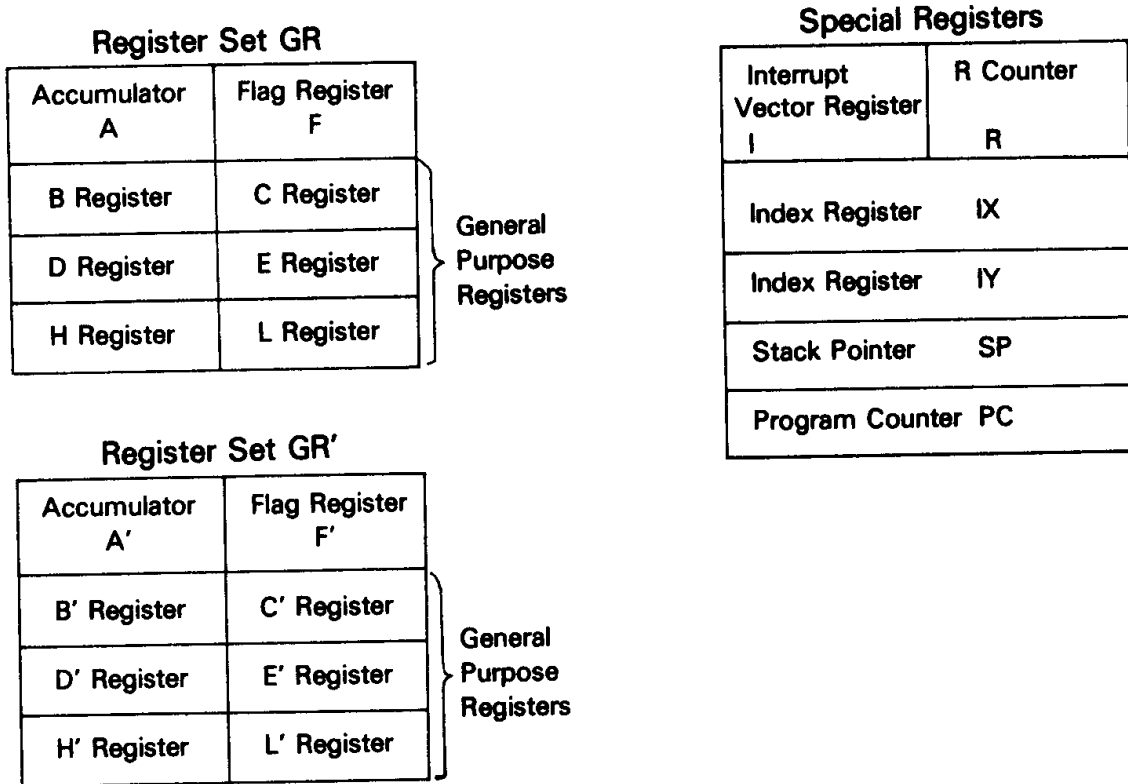 Register Set GR
Accumulator
A
Flag Register
F
B Register
C Register
D Register
E Register
H Register
L Register
General
Purpose
Registers
Special Registers
Interrupt
Vector Register
I
R Counter
R
Index Register IX
Index Register IY
Stack Pointer SP
Program Counter PC
Register Set GR'
Accumulator
A'
Flag Register
F'
B' Register
C' Register
D' Register
E' Register
H' Register
L' Register
General
Purpose
Registers